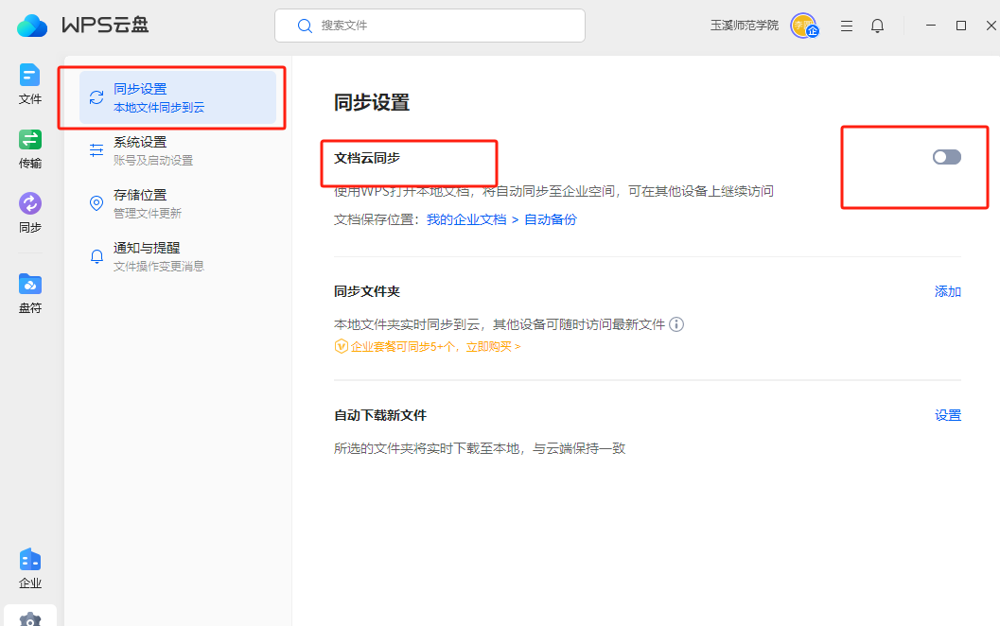 WPS云盘
搜索文件
玉溪师范学院
企
文件
传输
同步
盘符
企业
同步设置
本地文件同步到云
系统设置
账号及启动设置
存储位置
管理文件更新
通知与提醒
文件操作变更消息
同步设置
文档云同步
使用WPS打开本地文档，将自动同步至企业空间，可在其他设备上继续访问
文档保存位置：我的企业文档 > 自动备份
同步文件夹
添加
本地文件夹实时同步到云，其他设备可随时访问最新文件
企业套餐可同步5+个，立即购买 >
自动下载新文件
设置
所选的文件夹将实时下载至本地，与云端保持一致